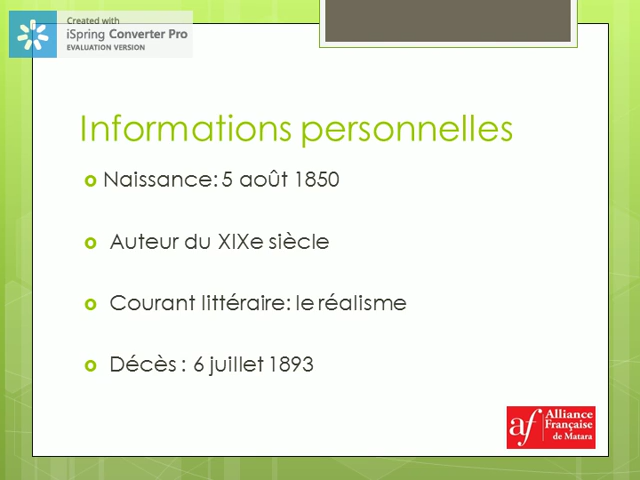 Created with
iSpring Converter Pro
EVALUATION VERSION
Informations personnelles
Naissance: 5 août 1850
Auteur du XIXe siècle
Courant littéraire: le réalisme
Décès : 6 juillet 1893
af Alliance
Française
de Matara